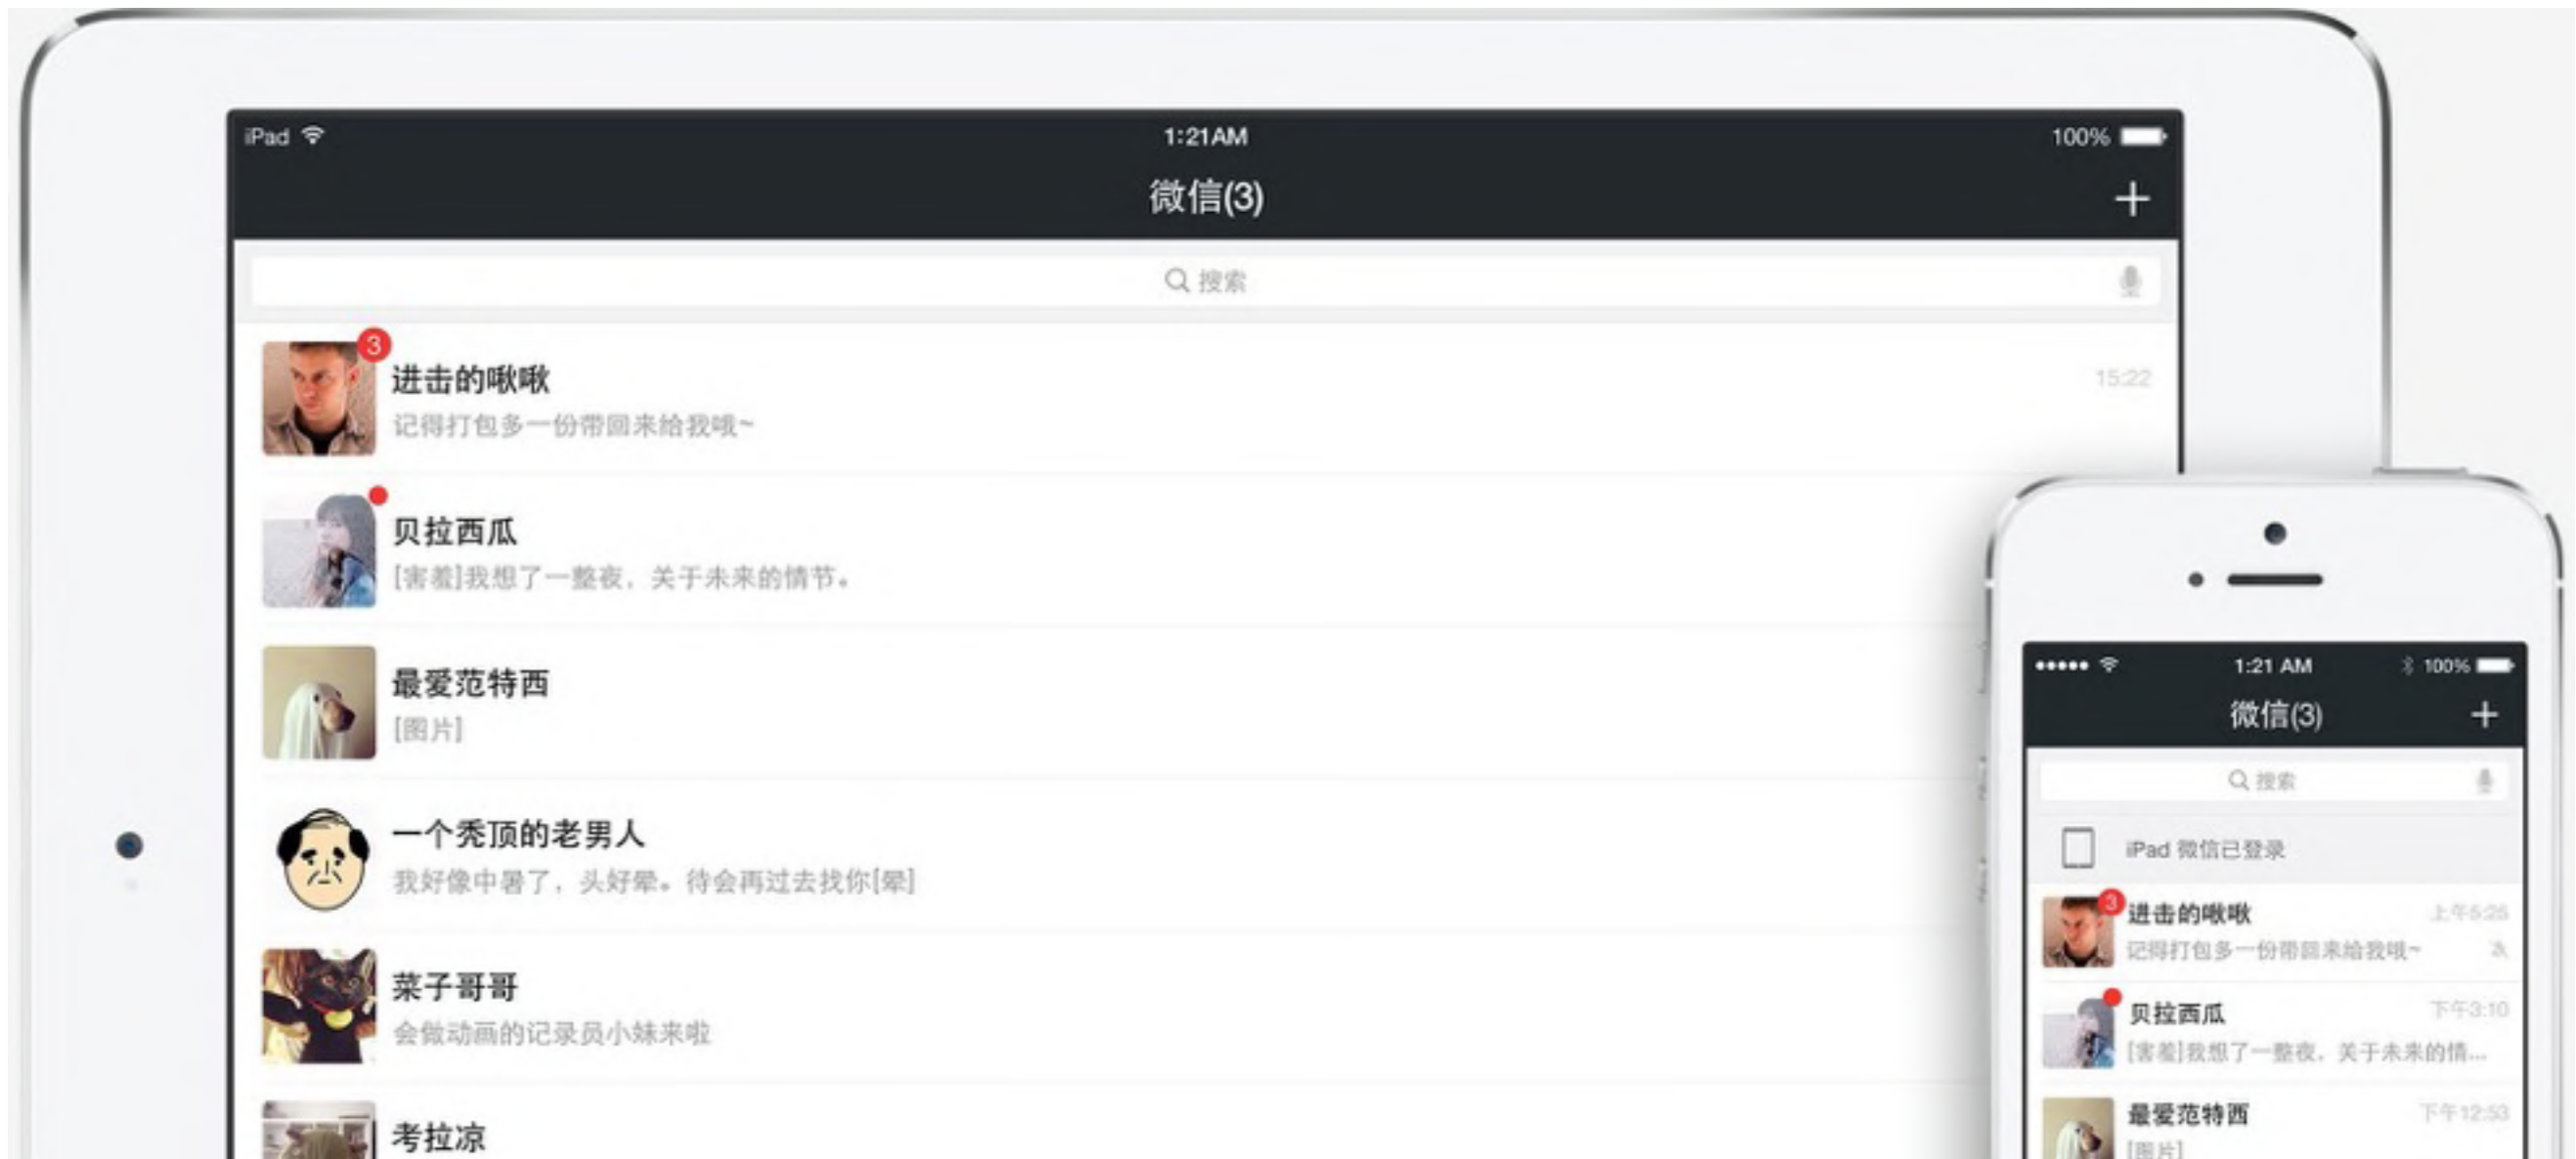 iPad
1:21AM
100%
微信(3)
搜索
3
进击的啾啾
15:22
记得打包多一份带回来给我哦~
贝拉西瓜
[害羞]我想了一整夜，关于未来的情节。
最爱范特西
[图片]
一个秃顶的老男人
我好像中暑了，头好晕。待会再过去找你[晕]
菜子哥哥
会做动画的记录员小妹来啦
考拉凉
1:21 AM
100%
微信(3)
搜索
iPad 微信已登录
3
进击的啾啾
上午5:25
记得打包多一份带回来给我哦~
贝拉西瓜
下午3:10
[害羞]我想了一整夜，关于未来的情...
最爱范特西
下午12:53
[图片]